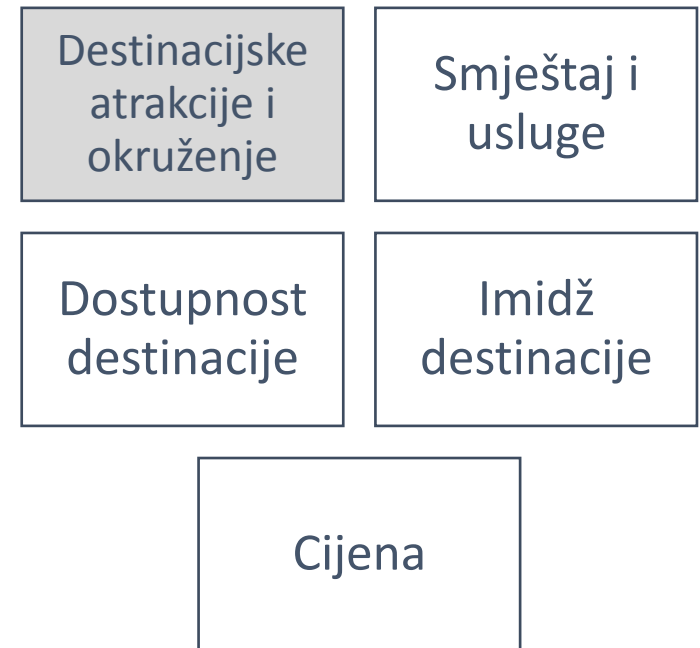 Destinacijske
atrakcije i
okruženje
Smještaj i
usluge
Dostupnost
destinacije
Imidž
destinacije
Cijena